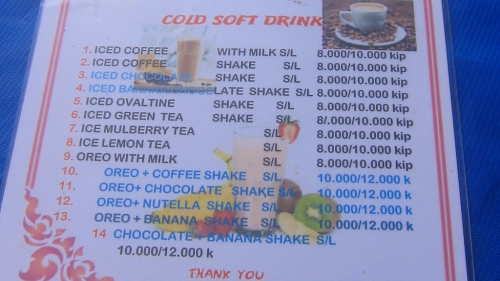 COLD SOFT DRINK
1. ICED COFFEE WITH MILK S/L 8.000/10.000 kip
2. ICED COFFEE SHAKE S/L 8.000/10.000 kip
3. ICED CHOCOLATE SHAKE S/L 8.000/10.000 kip
4. ICED LATE SHAKE S/L 8.000/10.000 kip
5. ICED OVALTINE SHAKE S/L 8.000/10.000 kip
6. ICED GREEN TEA SHAKE S/L 8/.000/10.000 kip
7. ICE MULBERRY TEA S/L 8.000/10.000 kip
8. ICE LEMON TEA S/L 8.000/10.000 kip
9. OREO WITH MILK S/L 8.000/10.000 kip
10. OREO + COFFEE SHAKE S/L 10.000/12.000 k
11. OREO+ CHOCOLATE SHAKE S/L 10.000/12.000 k
12. OREO+ NUTELLA SHAKE S/L 10.000/12.000 k
13. OREO + BANANA SHAKE S/L 10.000/12.000 k
14 CHOCOLATE + BANANA SHAKE S/L
10.000/12.000 k
THANK YOU